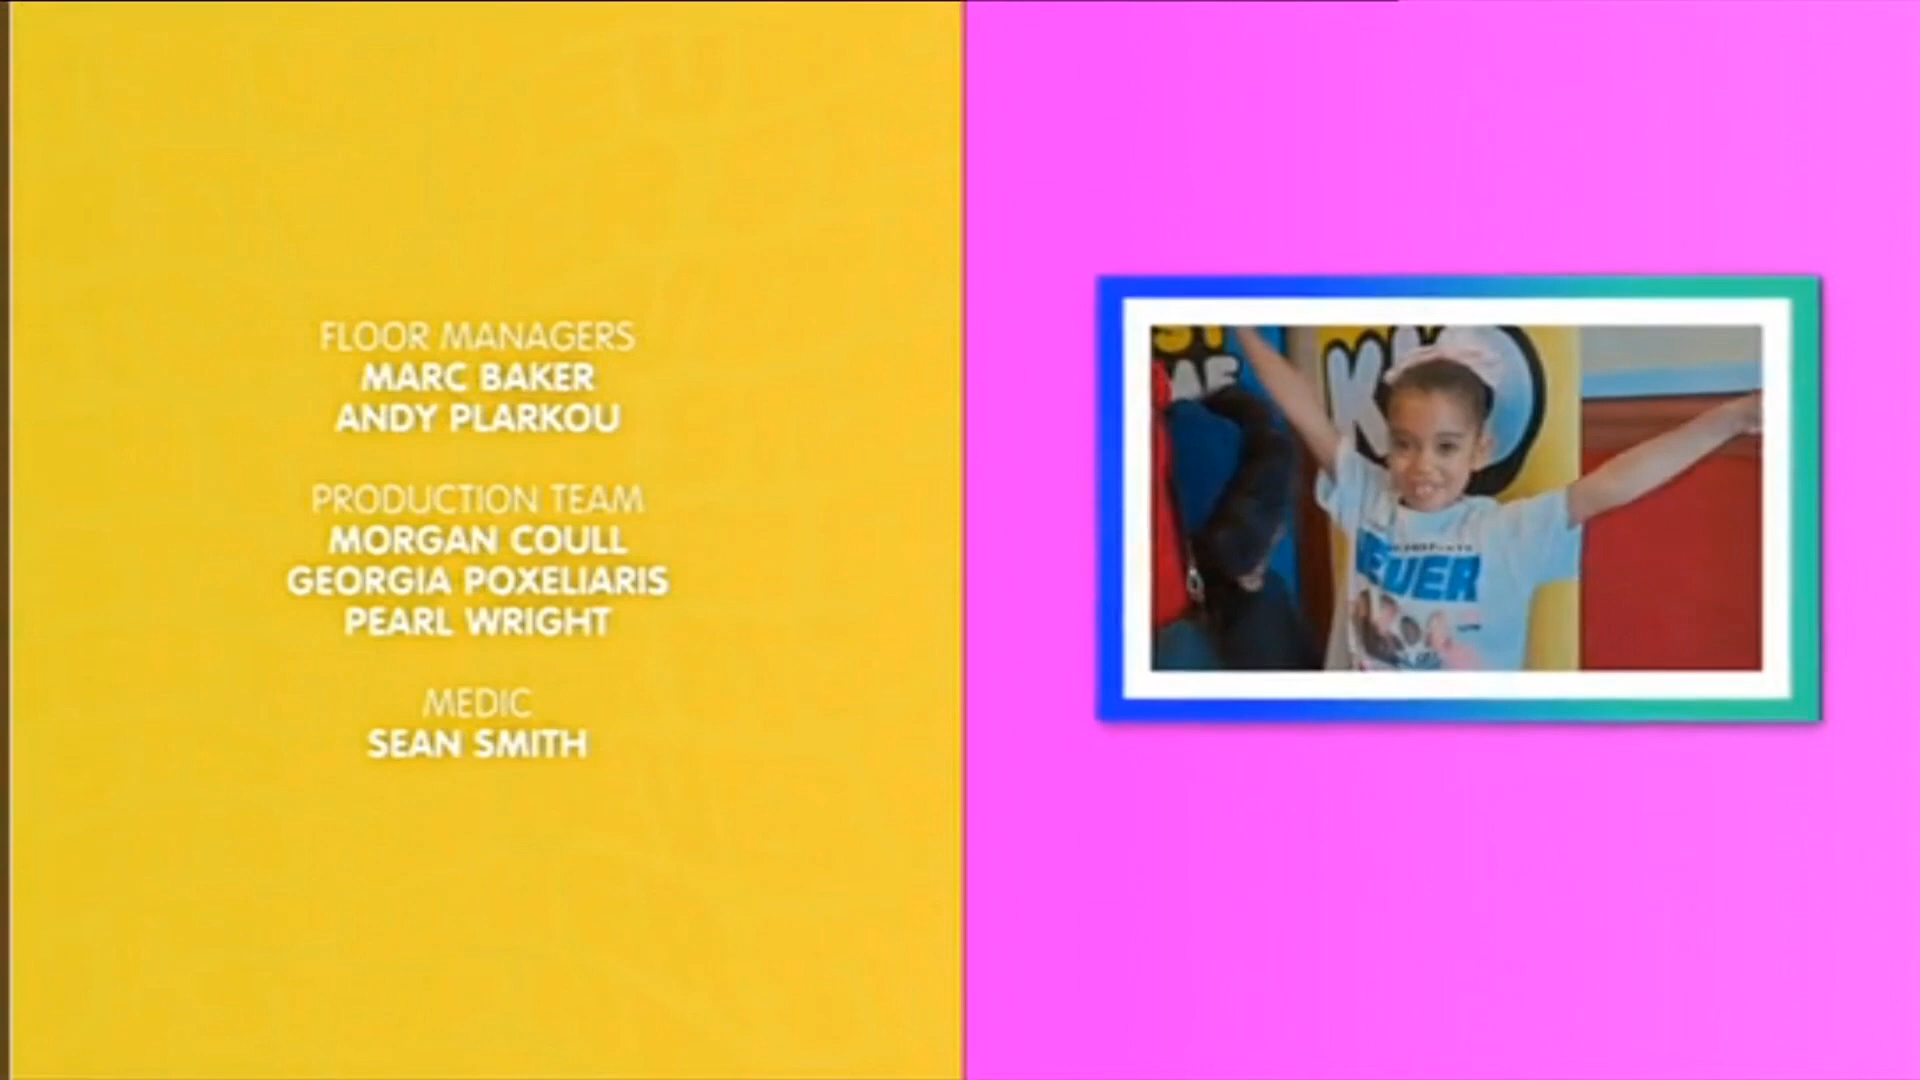 FLOOR MANAGERS
MARC BAKER
ANDY PLARKOU
PRODUCTION TEAM
MORGAN COULL
GEORGIA POXELIARIS
PEARL WRIGHT
MEDIC
SEAN SMITH